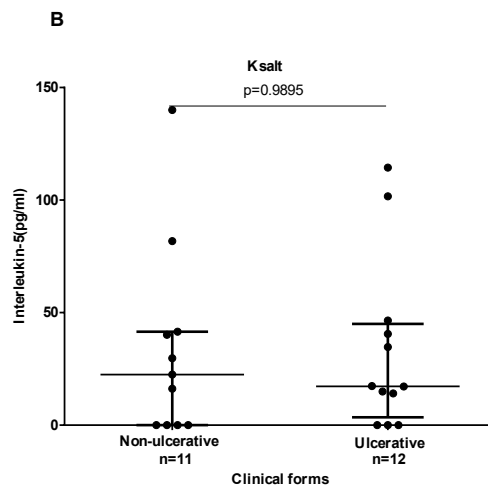 B
Ksalt
p=0.9895
Interleukin-5(pg/ml)
150
100
50
0
Non-ulcerative Ulcerative
n=11 n=12
Clinical forms